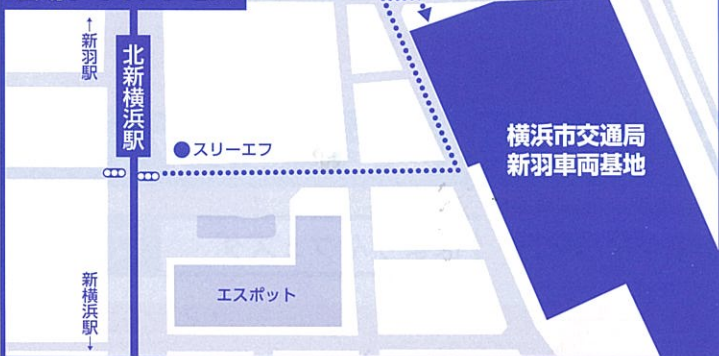 ↑新羽駅
北新横浜駅
●スリーエフ
横浜市交通局
新羽車両基地
エスポット
新横浜駅↓